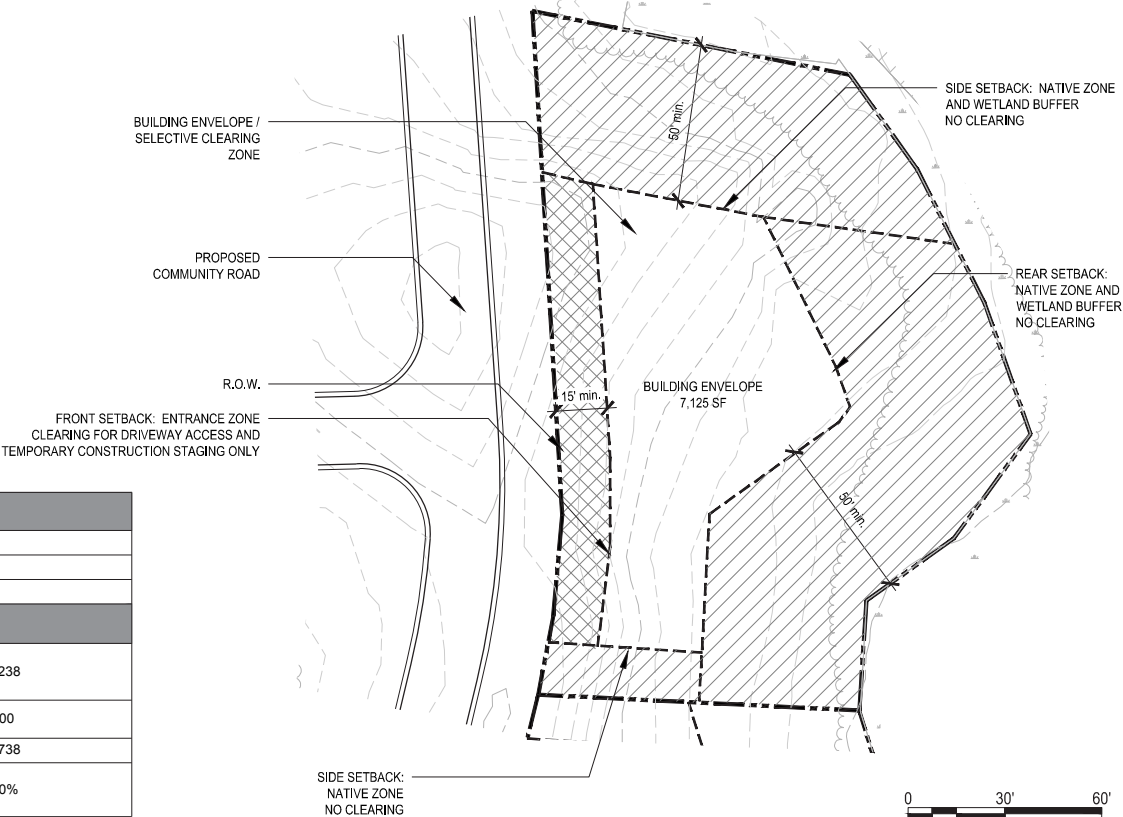 BUILDING ENVELOPE /
SELECTIVE CLEARING
ZONE
PROPOSED
COMMUNITY ROAD
R.O.W.
FRONT SETBACK: ENTRANCE ZONE
CLEARING FOR DRIVEWAY ACCESS AND
TEMPORARY CONSTRUCTION STAGING ONLY
50' min.
SIDE SETBACK: NATIVE ZONE
AND WETLAND BUFFER
NO CLEARING
REAR SETBACK:
NATIVE ZONE AND
WETLAND BUFFER
NO CLEARING
15' min.
BUILDING ENVELOPE
7,125 SF
50' min.
238
00
738
0%
SIDE SETBACK:
NATIVE ZONE
NO CLEARING
0 30' 60'